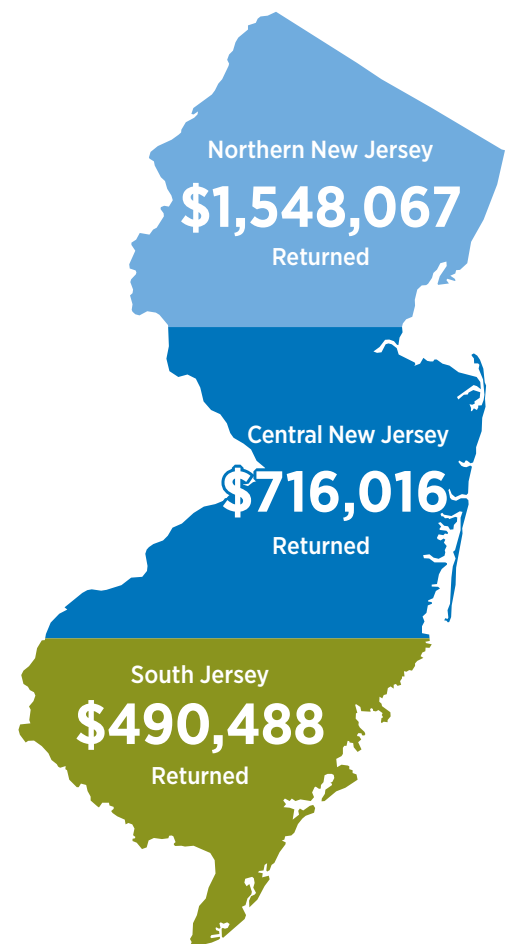 Northern New Jersey
$1,548,067
Returned
Central New Jersey
$716,016
Returned
South Jersey
$490,488
Returned